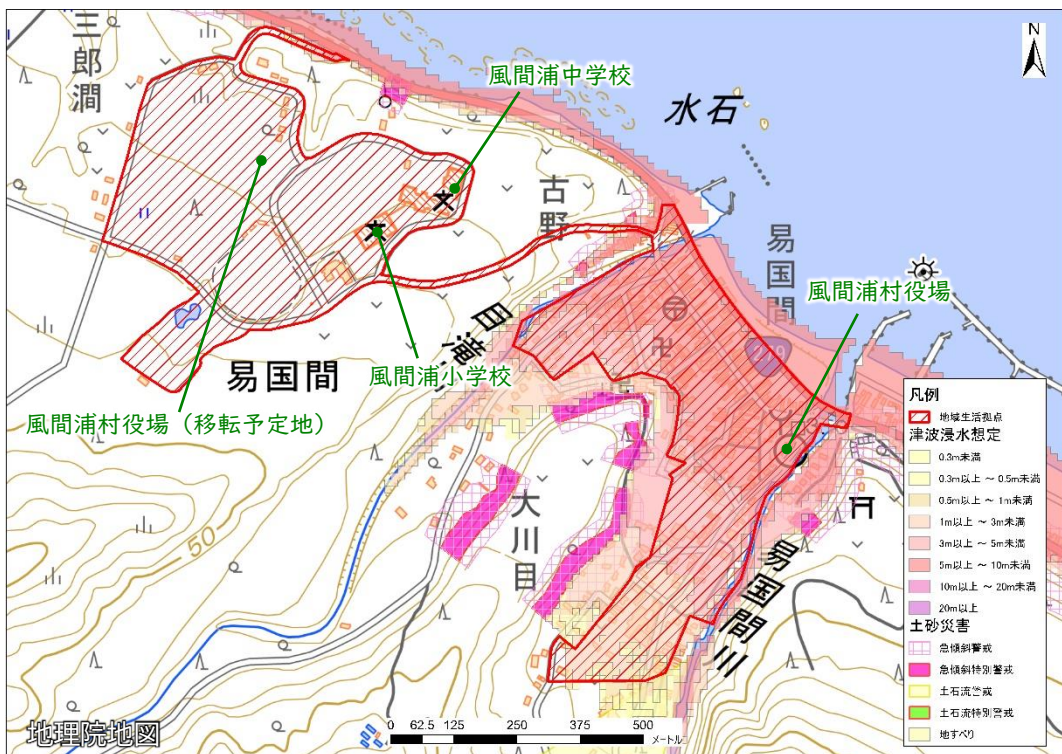 三郎澗
N
風間浦中学校
水石
古野
易国間
風間浦村役場
279
目滝
易国間
風間浦小学校
風間浦村役場（移転予定地）
大川目
易国間川
50
凡例
地域生活拠点
津波浸水想定
0.3m未満
0.3m以上 ～ 0.5m未満
0.5m以上 ～ 1m未満
1m以上 ～ 3m未満
3m以上 ～ 5m未満
5m以上 ～ 10m未満
10m以上 ～ 20m未満
20m以上
土砂災害
急傾斜警戒
急傾斜特別警戒
土石流警戒
土石流特別警戒
地すべり
0 62.5 125 250 375 500
メートル
地理院地図